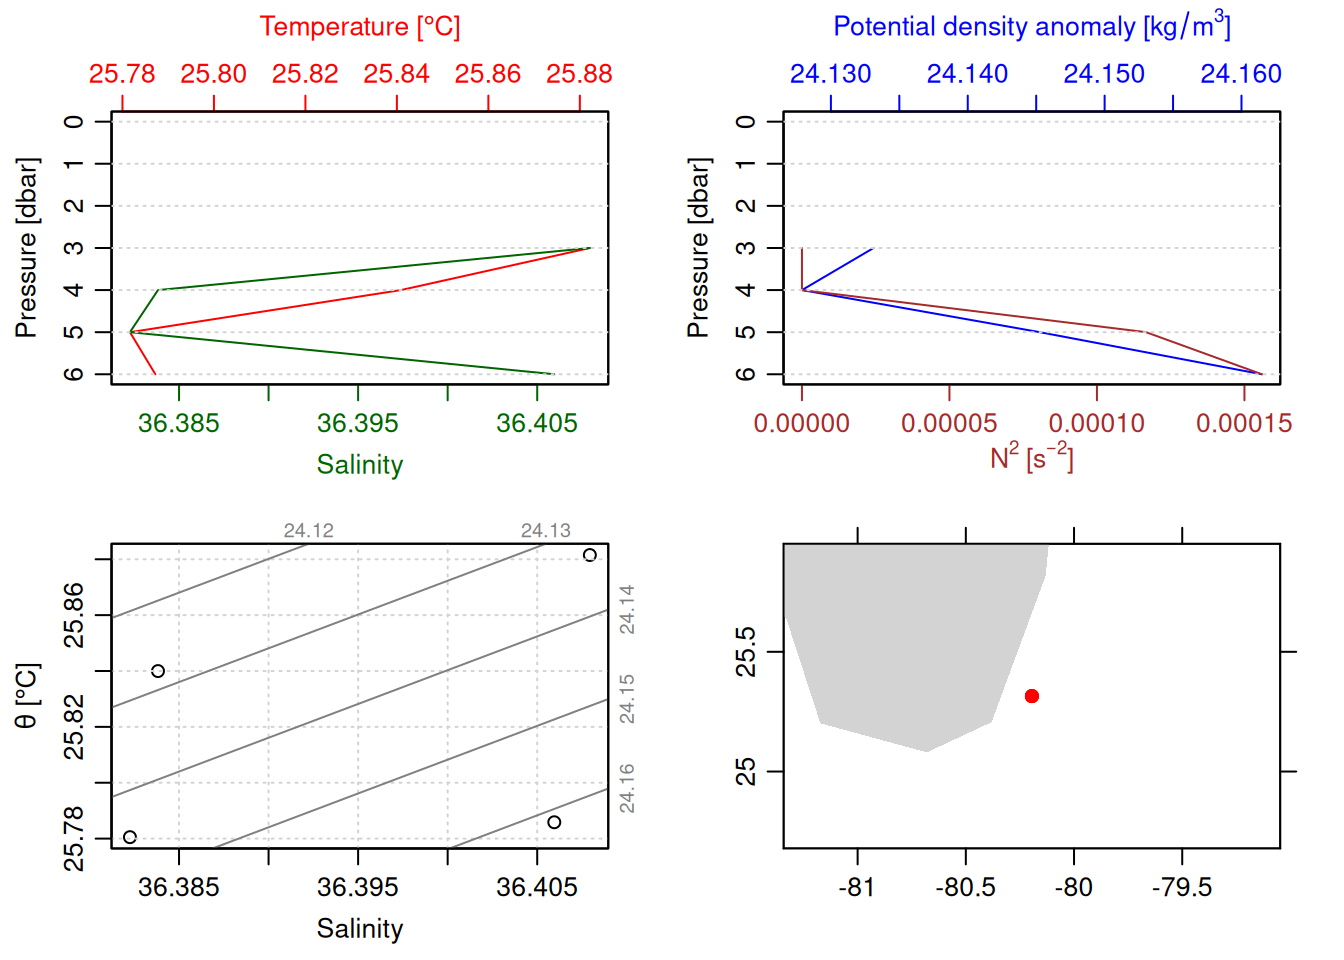 Temperature [°C]
25.78 25.80 25.82 25.84 25.86 25.88
Pressure [dbar]
0
1
2
3
4
5
6
36.385 36.395 36.405
Salinity
Potential density anomaly [kg/m³]
24.130 24.140 24.150 24.160
Pressure [dbar]
0
1
2
3
4
5
6
0.00000 0.00005 0.00010 0.00015
N² [s⁻²]
24.12 24.13
24.14
24.15
24.16
θ [°C]
25.86
25.82
25.78
36.385 36.395 36.405
Salinity
25.5
25
-81 -80.5 -80 -79.5